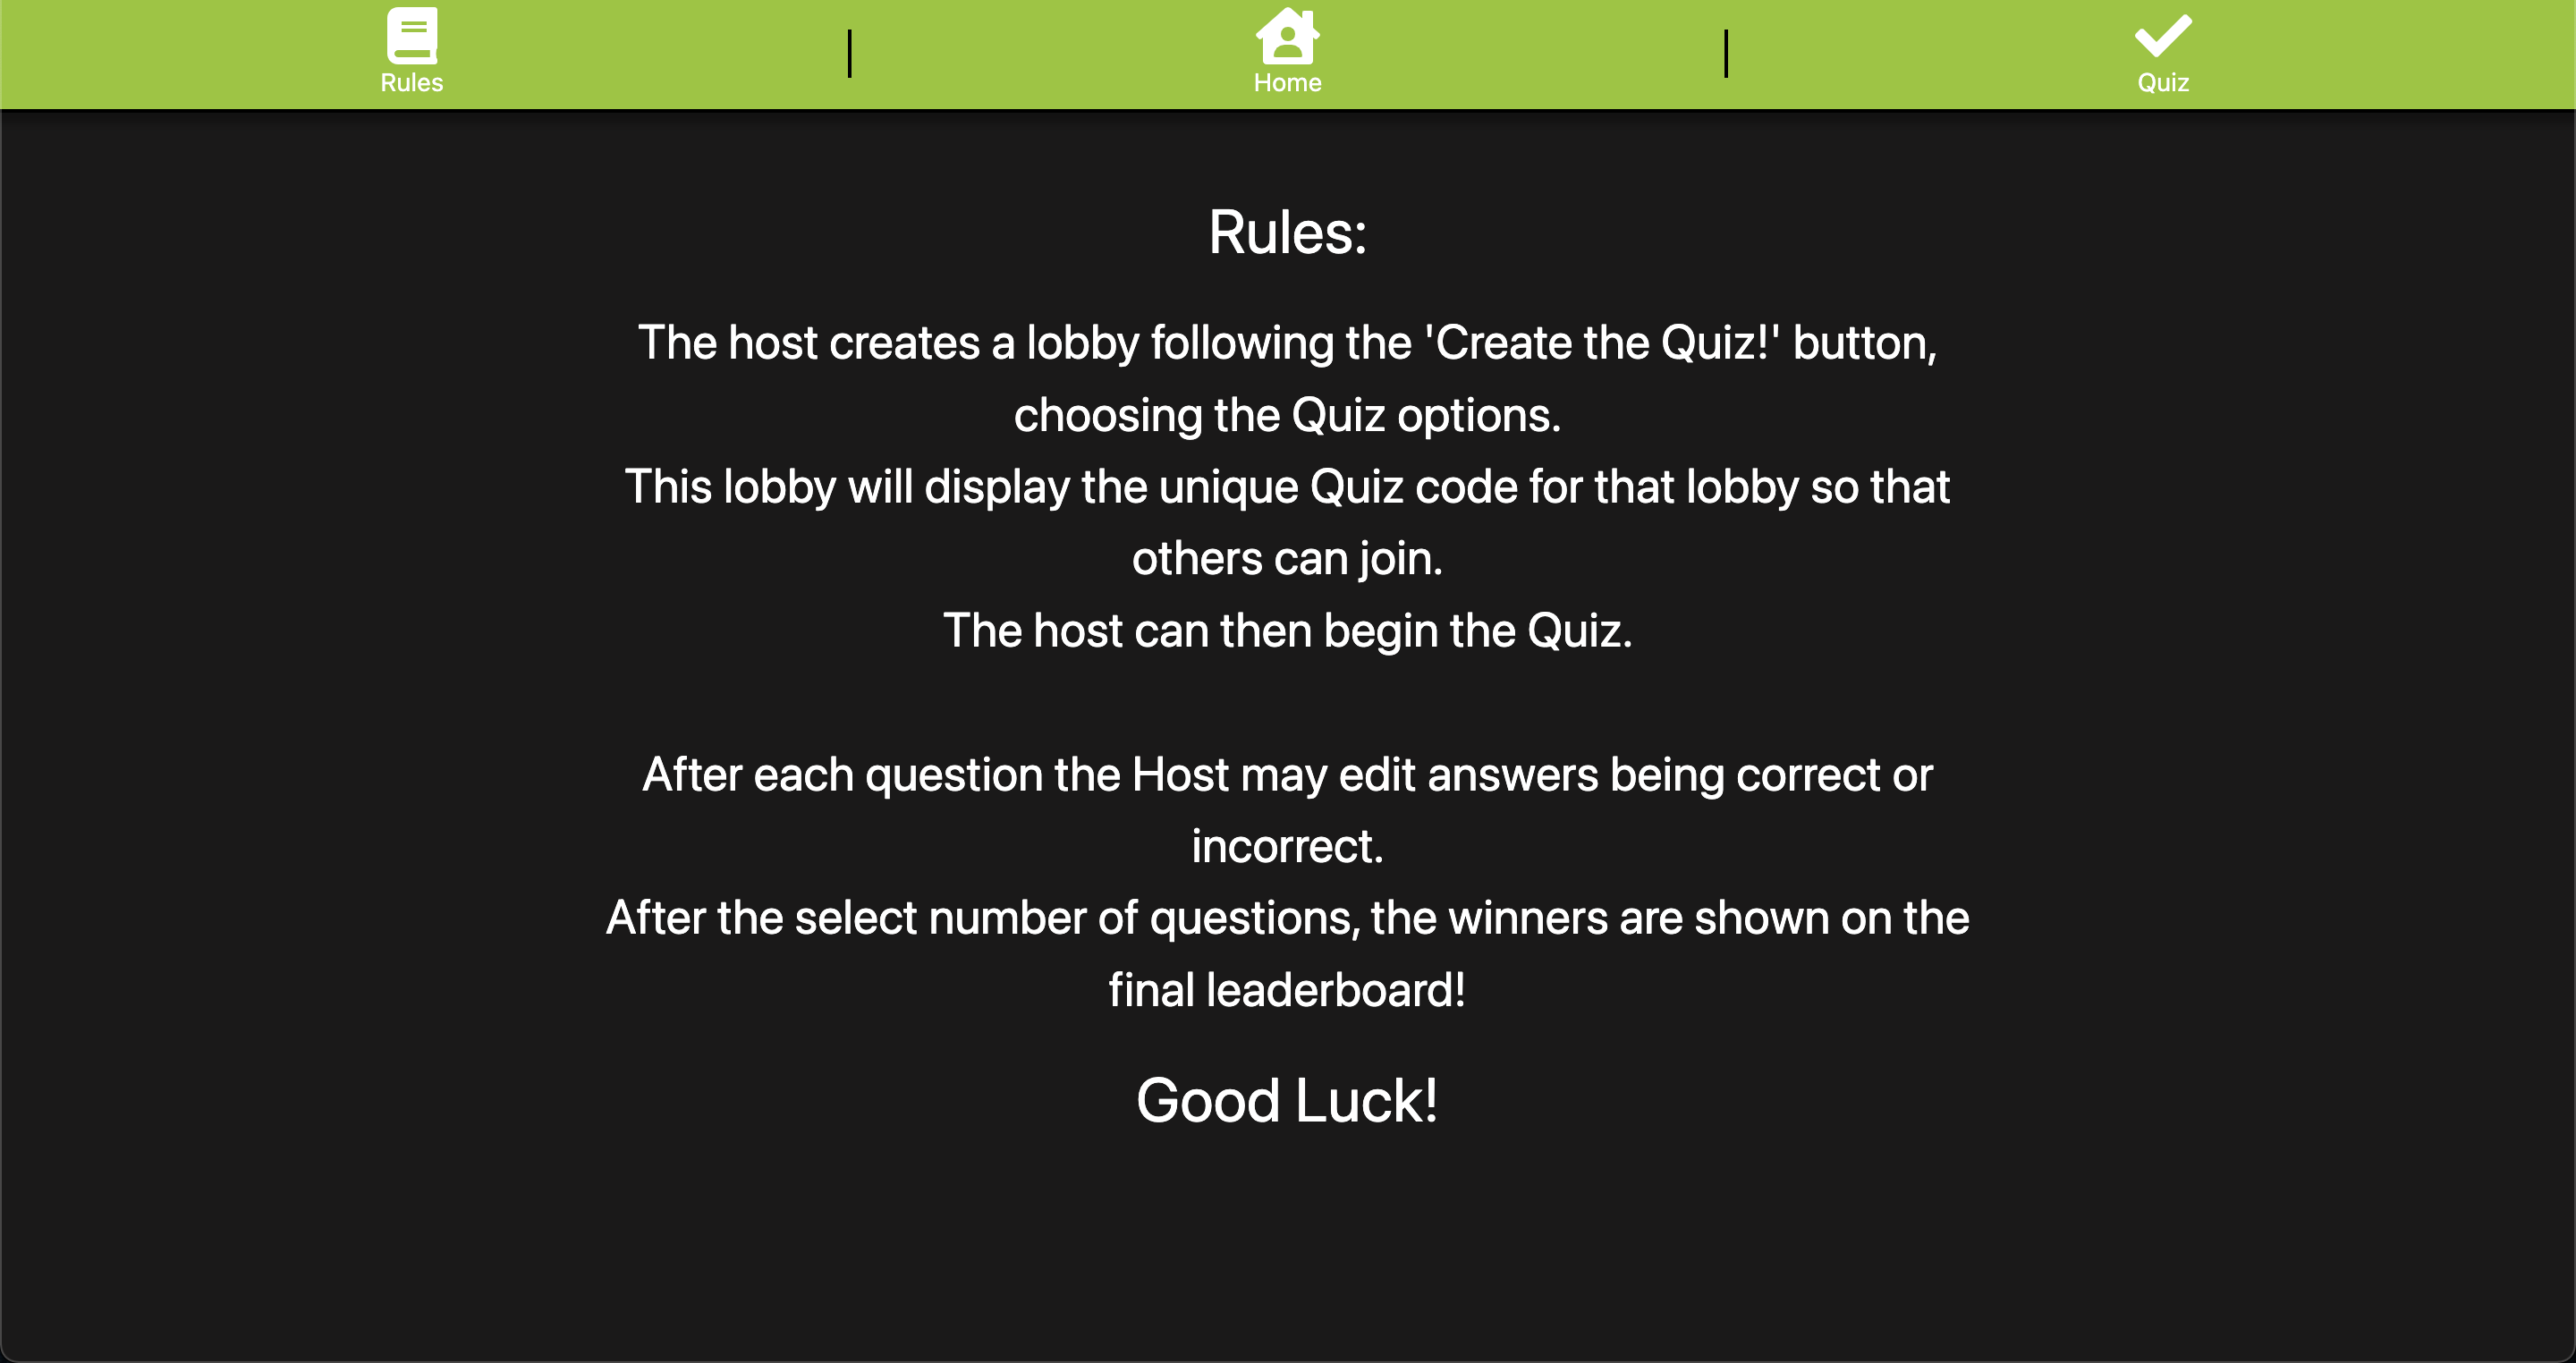 Rules
Home
Quiz
Rules:
The host creates a lobby following the 'Create the Quiz!' button,
choosing the Quiz options.
This lobby will display the unique Quiz code for that lobby so that
others can join.
The host can then begin the Quiz.
After each question the Host may edit answers being correct or
incorrect.
After the select number of questions, the winners are shown on the
final leaderboard!
Good Luck!